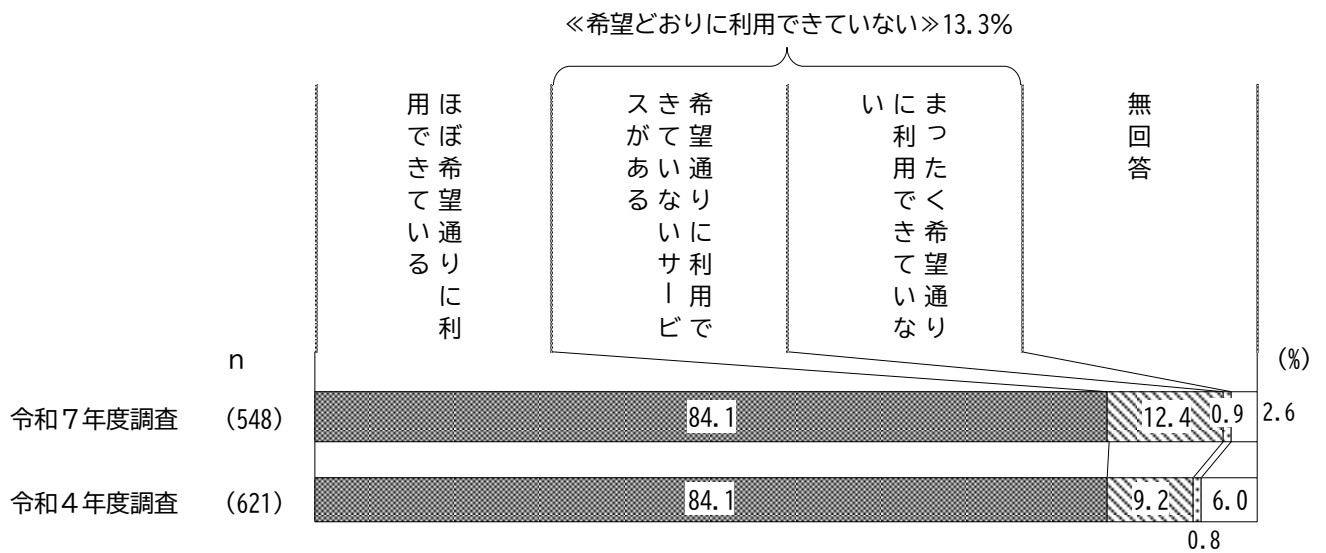 ≪希望どおりに利用できていない≫13.3%
ほぼ希望通りに利
用できている
希望通りに利用で
きていないサービ
スがある
まったく希望通り
に利用できていな
い
無回答
n
(%)
令和７年度調査 (548) 84.1 12.4 0.9 2.6
令和４年度調査 (621) 84.1 9.2 6.0
0.8